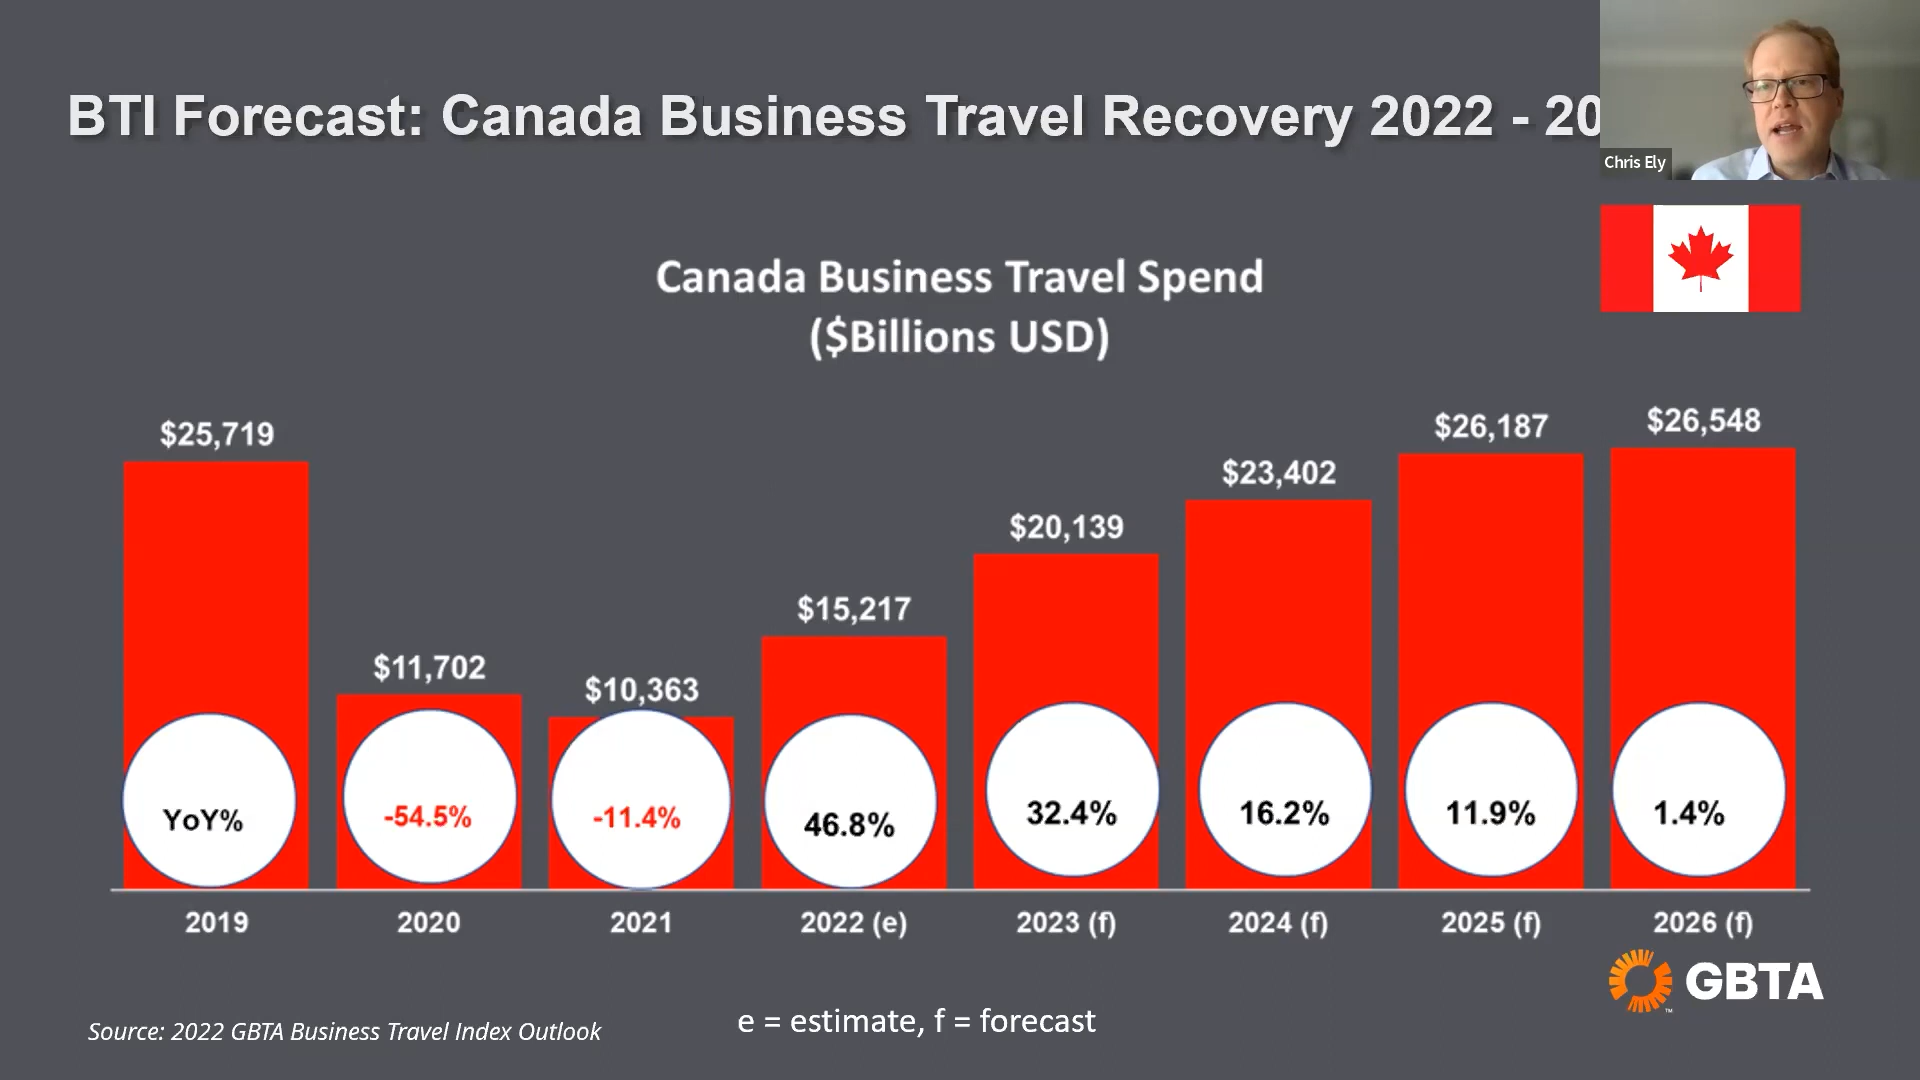 BTI Forecast: Canada Business Travel Recovery 2022 - 20
Chris Ely
Canada Business Travel Spend
($Billions USD)
$25,719
$11,702
$10,363
$15,217
$20,139
$23,402
$26,187
$26,548
YoY%
-54.5%
-11.4%
46.8%
32.4%
16.2%
11.9%
1.4%
2019
2020
2021
2022 (e)
2023 (f)
2024 (f)
2025 (f)
2026 (f)
GBTA
TM
Source: 2022 GBTA Business Travel Index Outlook
e = estimate, f = forecast